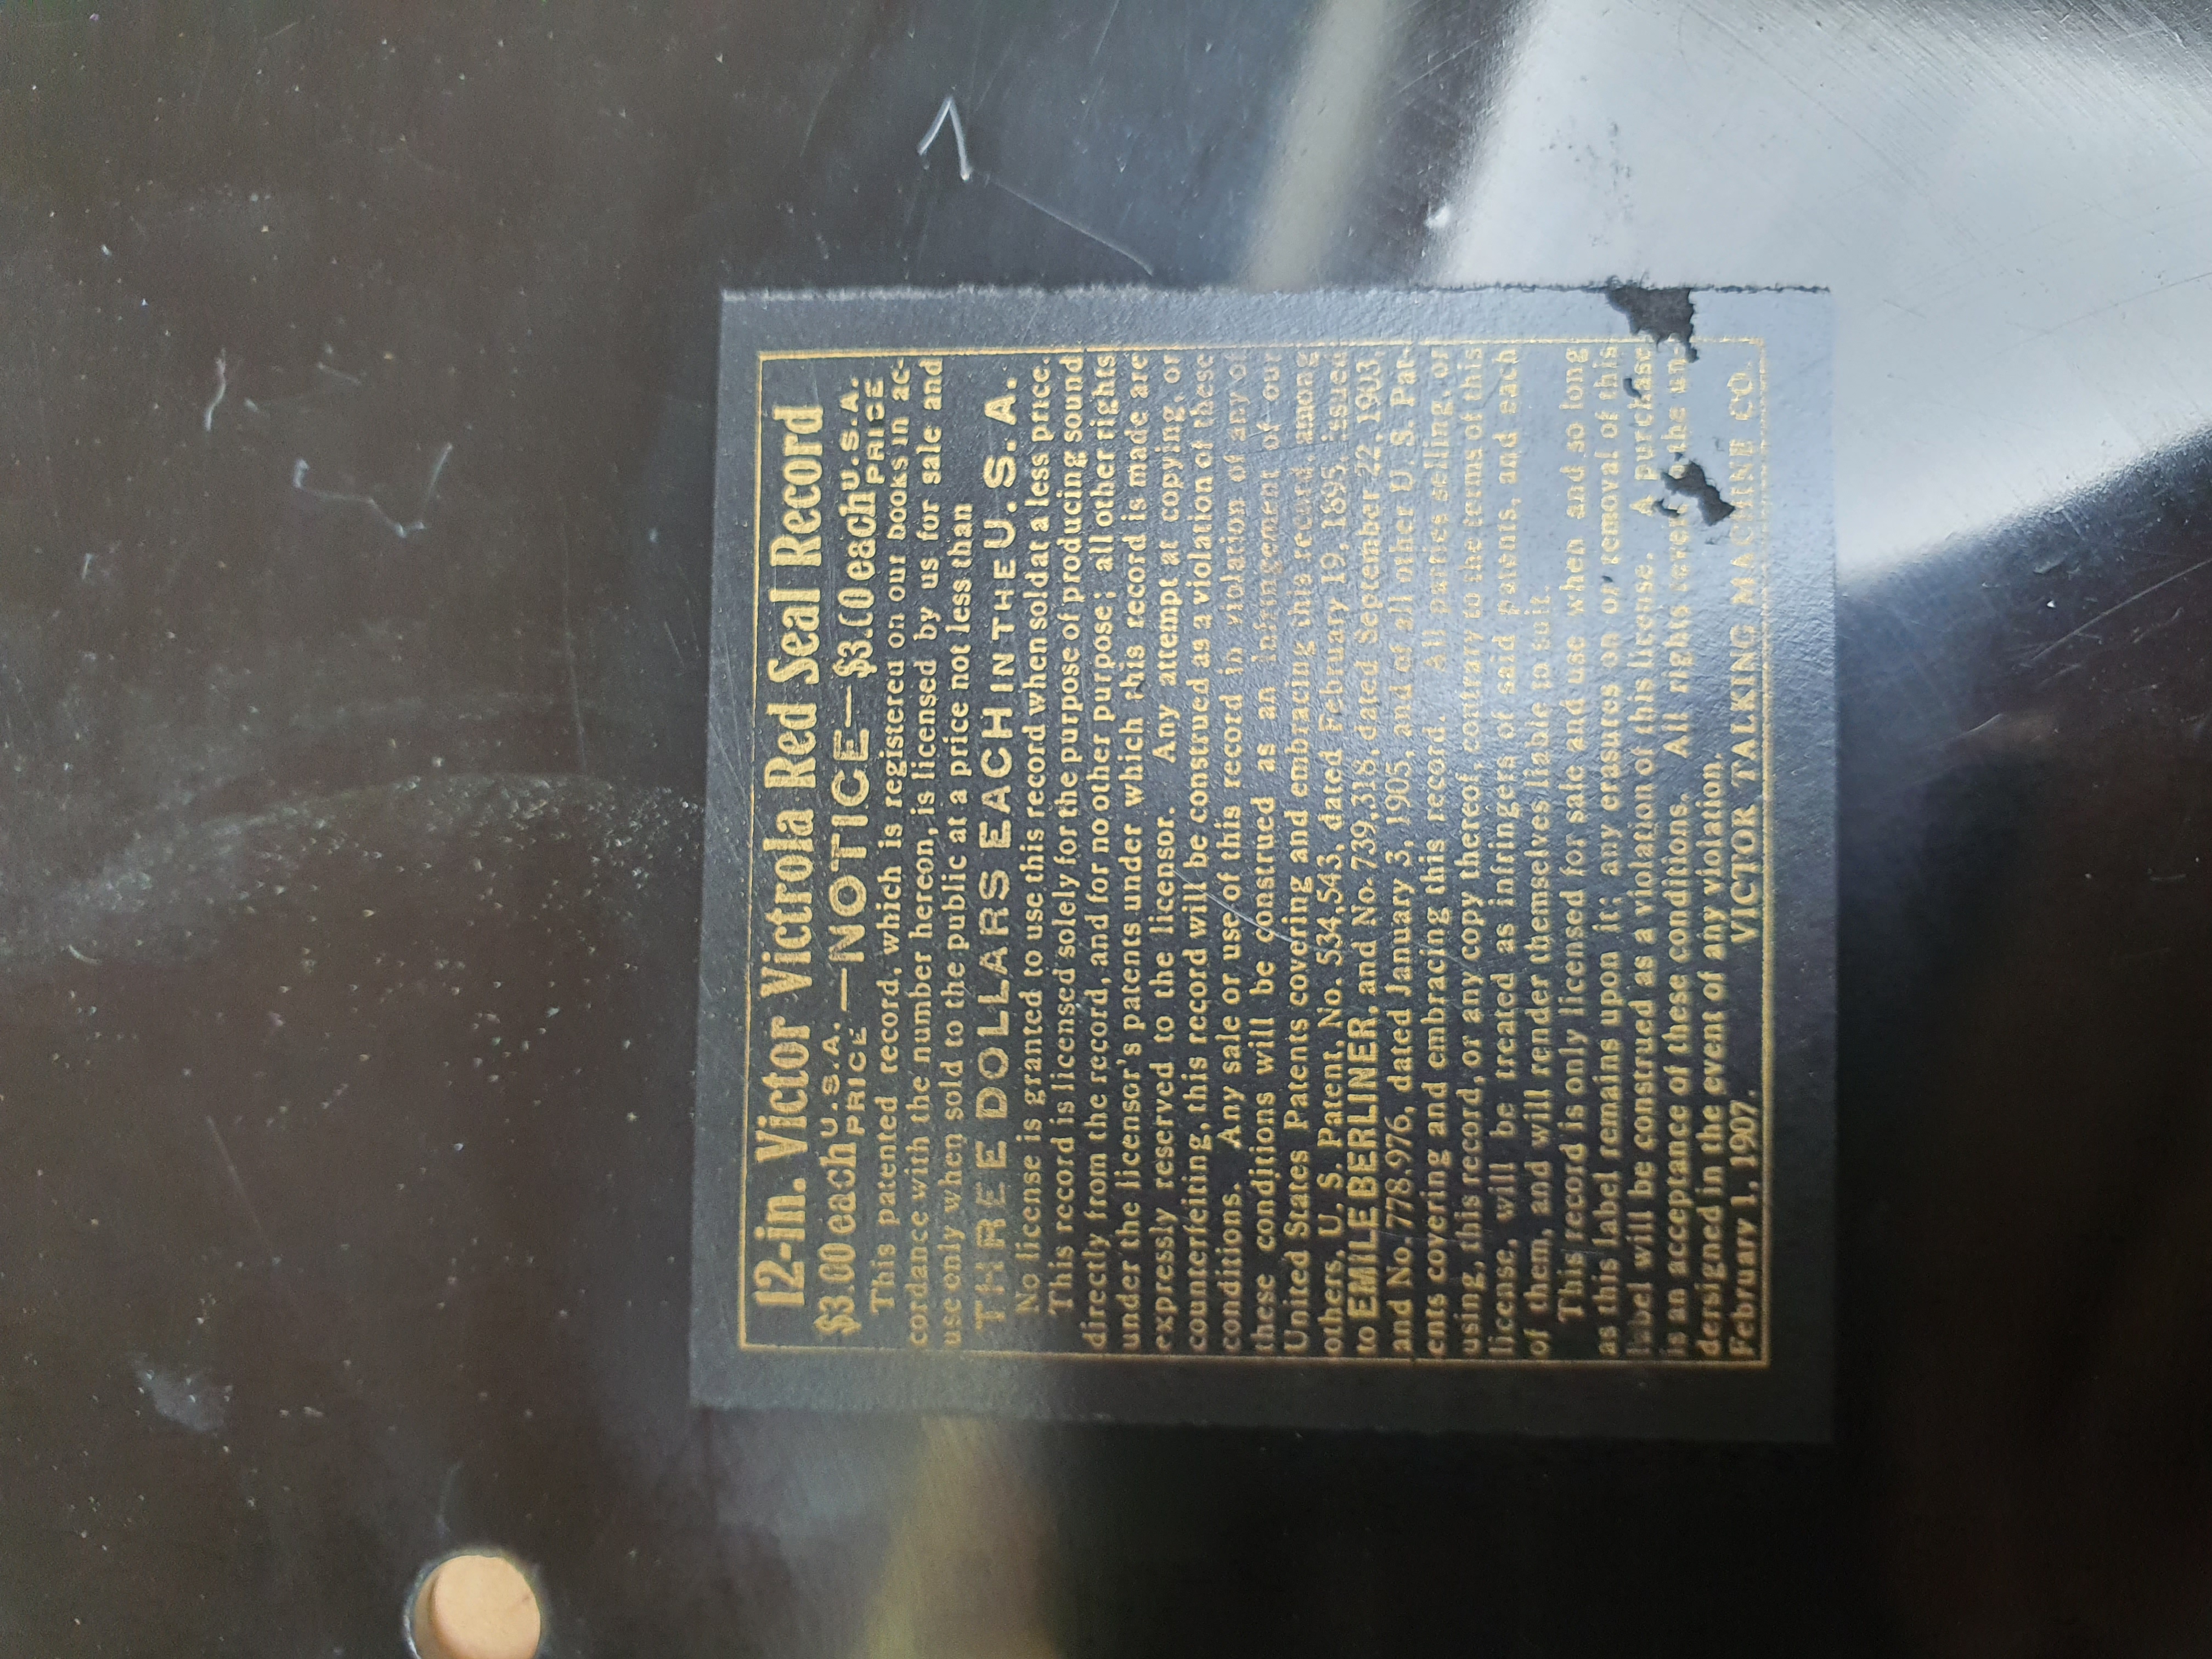 12-in. Victor Victrola Red Seal Record
$3.00 each U.S.A. PRICE —NOTICE— $3.00 each U.S.A. PRICE
This patented record, which is registered on our books in ac-
cordance with the number hereon, is licensed by us for sale and
use only when sold to the public at a price not less than
THREE DOLLARS EACH IN THE U. S. A.
No license is granted to use this record when sold at a less price.
This record is licensed solely for the purpose of producing sound
directly from the record, and for no other purpose; all other rights
under the licensor's patents under which this record is made are
expressly reserved to the licensor. Any attempt at copying, or
counterfeiting, this record will be construed as a violation of these
conditions. Any sale or use of this record in violation of any of
these conditions will be construed as an infringement of our
United States Patents covering and embracing this record among
others, U. S. Patent, No. 534,543, dated February 19, 1895, issued
to EMILE BERLINER, and No. 739,318, dated September 22, 1903,
and No. 778,976, dated January 3, 1905, and of all other U. S. Pat-
ents covering and embracing this record. All parties selling, or
using, this record, or any copy thereof, contrary to the terms of this
license, will be treated as infringers of said patents, and each
of them, and will render themselves liable to suit.
This record is only licensed for sale and use when and so long
as this label remains upon it; any erasures on or removal of this
label will be construed as a violation of this license. A purchase
is an acceptance of these conditions. All rights the un-
dersigned in the event of any violation.
February 1, 1907. VICTOR TALKING MACHINE CO.